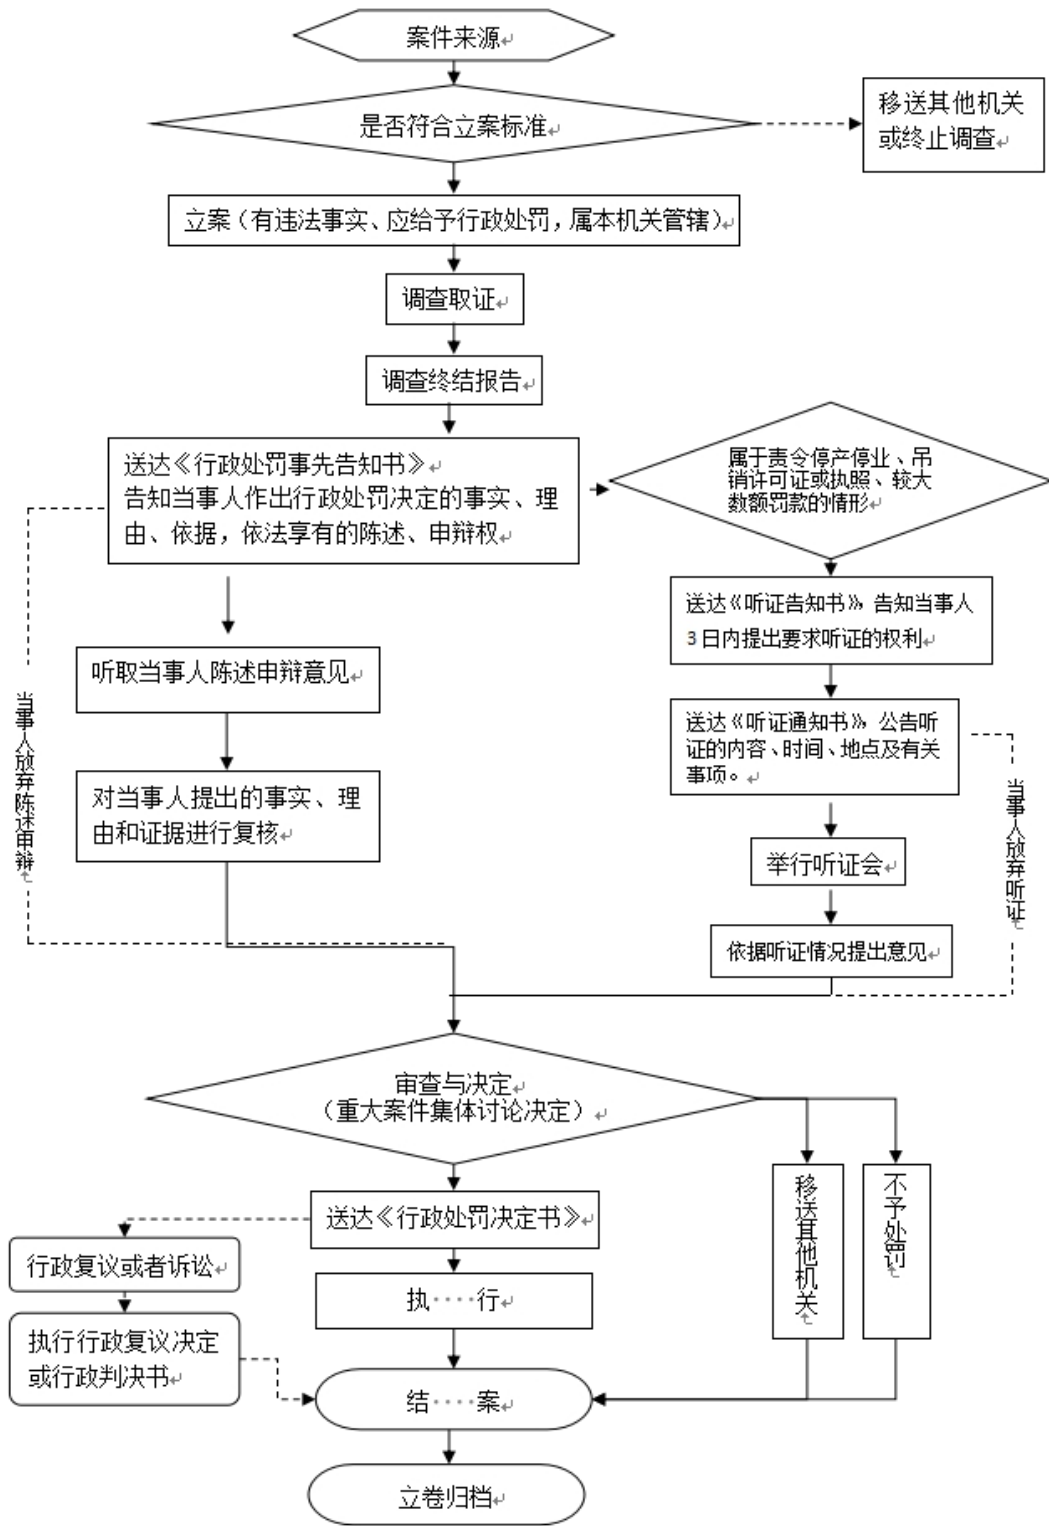 案件来源
是否符合立案标准
移送其他机关
或终止调查
立案（有违法事实、应给予行政处罚，属本机关管辖）
调查取证
调查终结报告
送达《行政处罚事先告知书》
告知当事人作出行政处罚决定的事实、理
由、依据，依法享有的陈述、申辩权
属于责令停产停业、吊
销许可证或执照、较大
数额罚款的情形
送达《听证告知书》，告知当事人
3日内提出要求听证的权利
听取当事人陈述申辩意见
当事人放弃陈述申辩
送达《听证通知书》，公告听
证的内容、时间、地点及有关
事项。
对当事人提出的事实、理
由和证据进行复核
当事人放弃听证
举行听证会
依据听证情况提出意见
审查与决定
（重大案件集体讨论决定）
移送其他机关
不予处罚
送达《行政处罚决定书》
行政复议或者诉讼
执····行
执行行政复议决定
或行政判决书
结····案
立卷归档